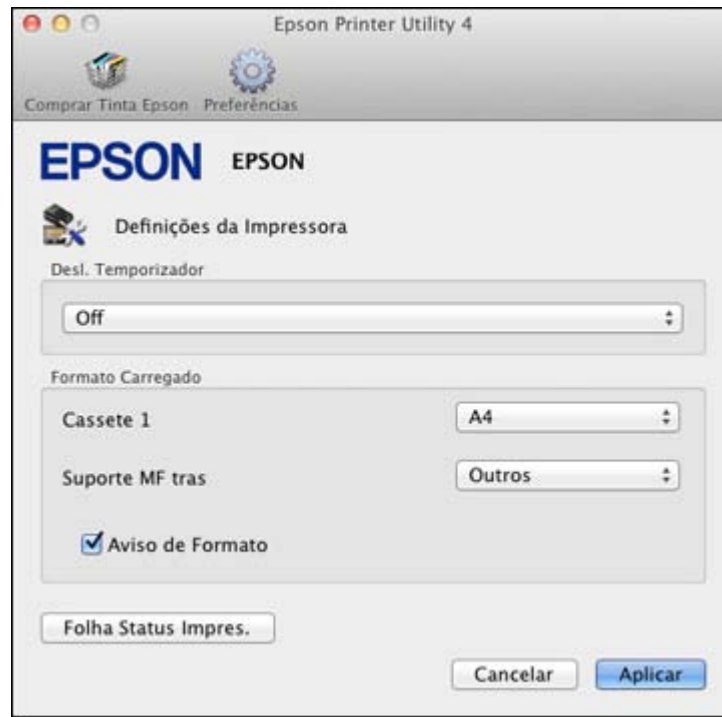 Epson Printer Utility 4
Comprar Tinta Epson Preferências
EPSON EPSON
Definições da Impressora
Desl. Temporizador
Off
Formato Carregado
Cassete 1 A4
Suporte MF tras Outros
Aviso de Formato
Folha Status Impres.
Cancelar Aplicar